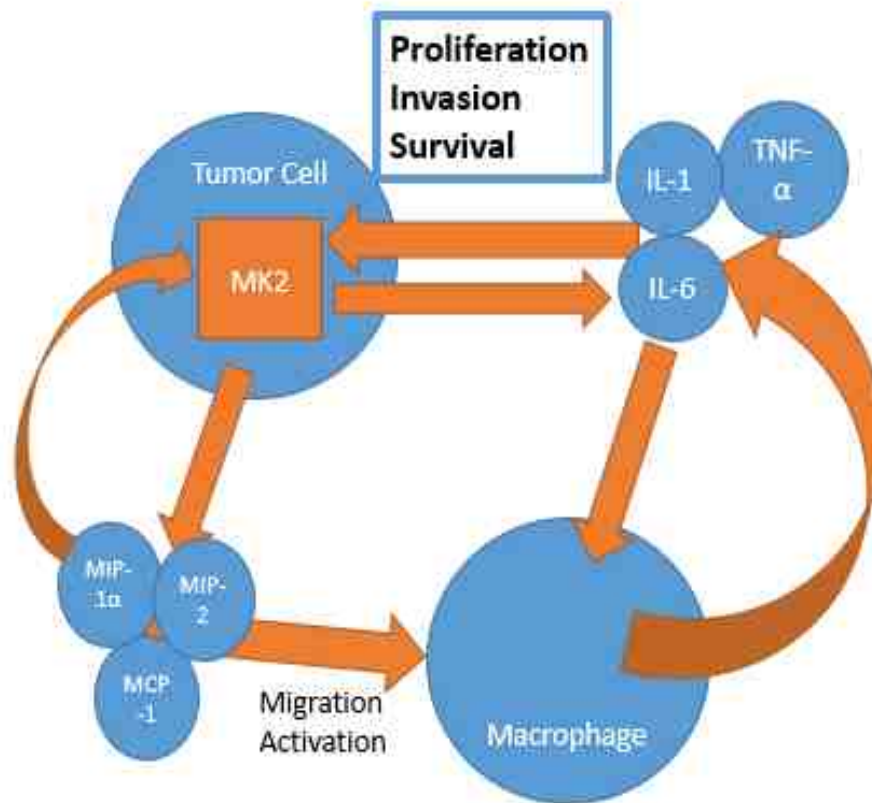 Proliferation
Invasion
Survival
Tumor Cell
MK2
IL-1
TNF-
α
IL-6
MIP-
1α
MIP-
2
MCP
-1
Migration
Activation
Macrophage